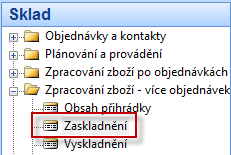 Sklad
Objednávky a kontakty
Plánování a provádění
Zpracování zboží po objednávkách
Zpracování zboží - více objednávek
Obsah přihrádky
Zaskladnění
Vyskladnění